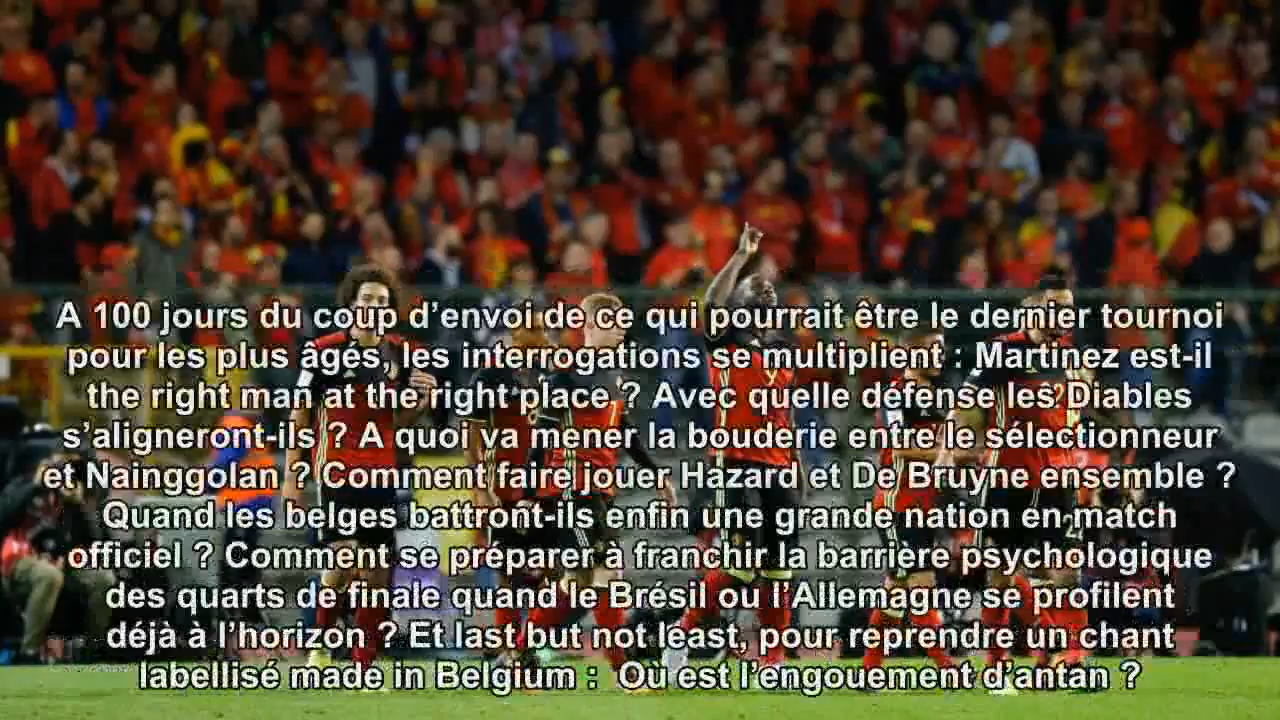 A 100 jours du coup d’envoi de ce qui pourrait être le dernier tournoi
pour les plus âgés, les interrogations se multiplient : Martinez est-il
the right man at the right place ? Avec quelle défense les Diables
s’aligneront-ils ? A quoi va mener la bouderie entre le sélectionneur
et Nainggolan ? Comment faire jouer Hazard et De Bruyne ensemble ?
Quand les belges battront-ils enfin une grande nation en match
officiel ? Comment se préparer à franchir la barrière psychologique
des quarts de finale quand le Brésil ou l’Allemagne se profilent
déjà à l’horizon ? Et last but not least, pour reprendre un chant
labellisé made in Belgium :  Où est l’engouement d’antan ?